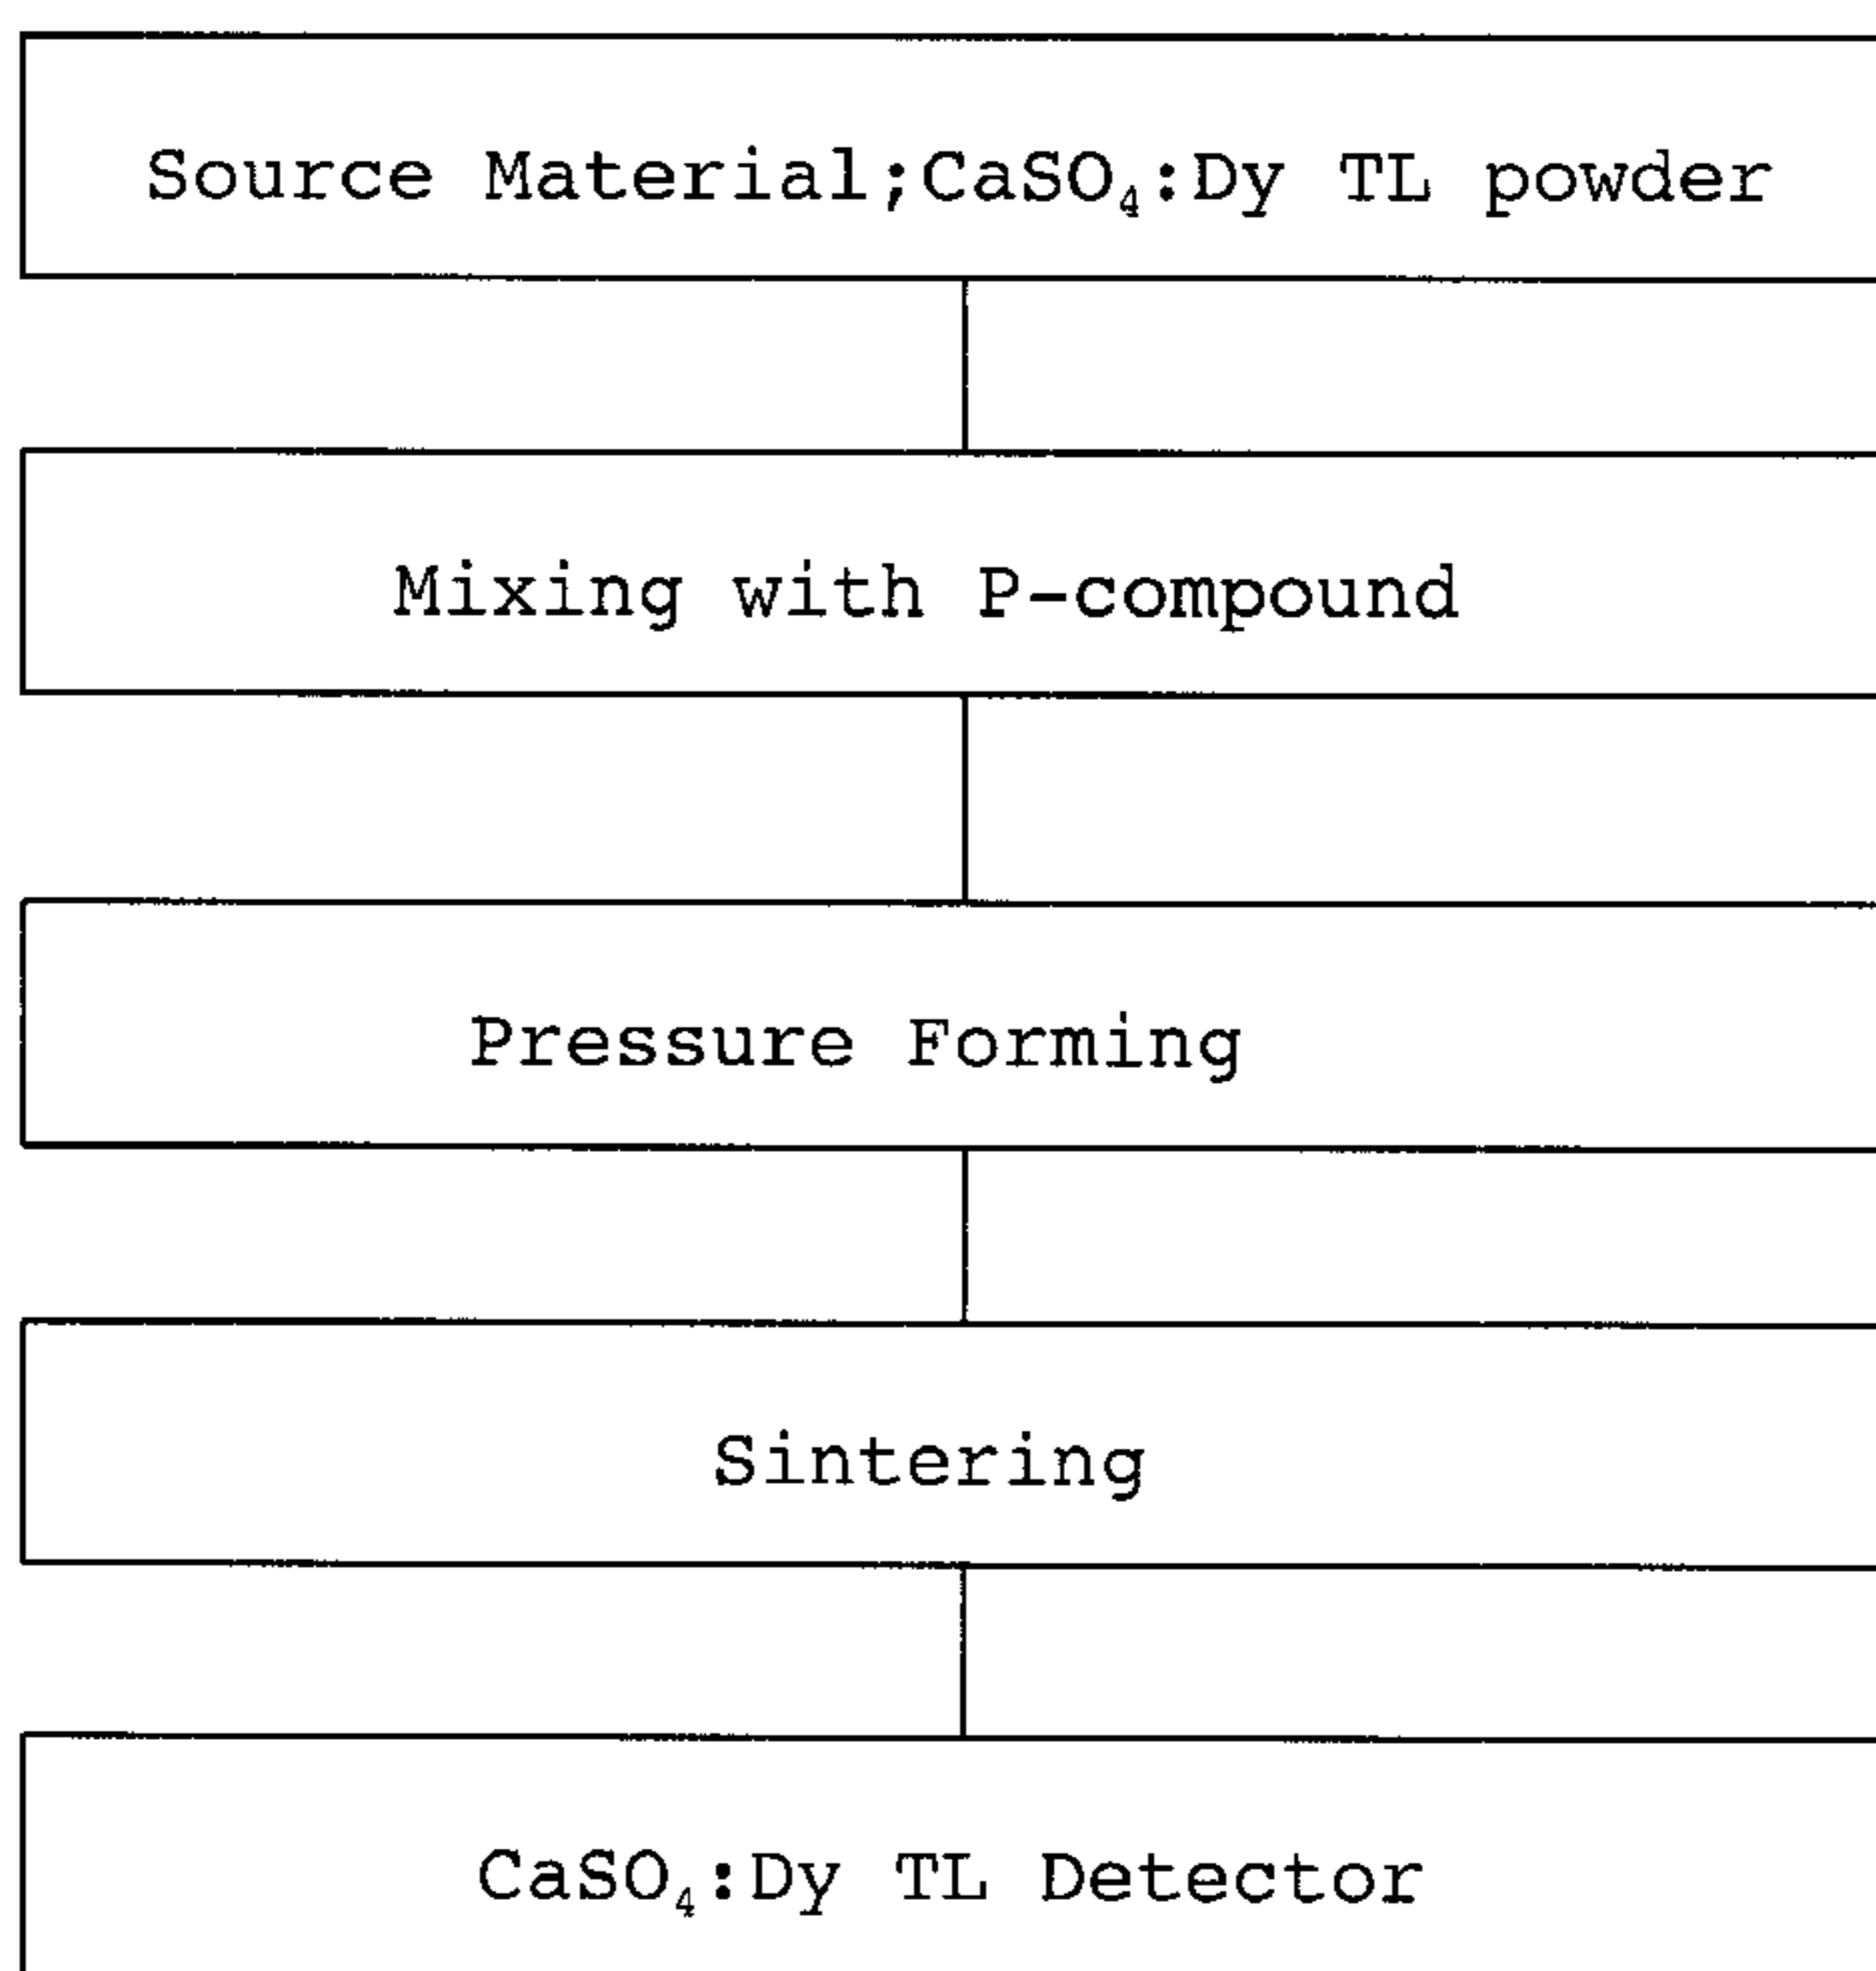 Source Material;CaSO₄:Dy TL powder
Mixing with P-compound
Pressure Forming
Sintering
CaSO₄:Dy TL Detector